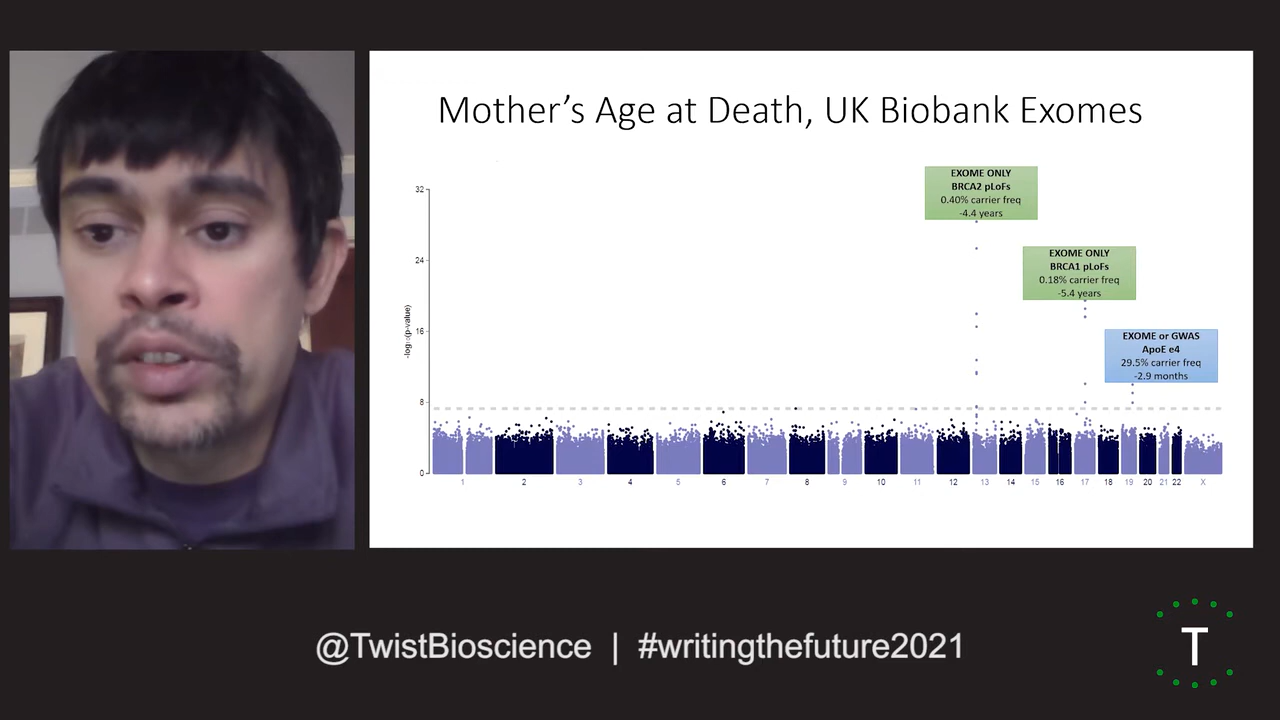 Mother's Age at Death, UK Biobank Exomes
EXOME ONLY
BRCA2 pLoFs
0.40% carrier freq
-4.4 years
EXOME ONLY
BRCA1 pLoFs
0.18% carrier freq
-5.4 years
EXOME or GWAS
ApoE e4
29.5% carrier freq
-2.9 months
32
24
16
8
0
1 2 3 4 5 6 7 8 9 10 11 12 13 14 15 16 17 18 19 20 21 22 X
@TwistBioscience | #writingthefuture2021
T